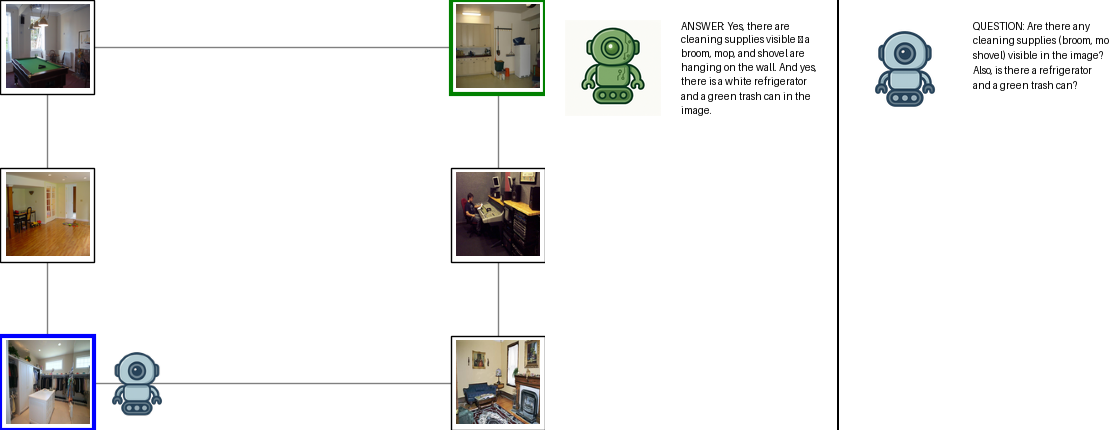 ANSWER: Yes, there are
cleaning supplies visible a
broom, mop, and shovel are
hanging on the wall. And yes,
there is a white refrigerator
and a green trash can in the
image.
QUESTION: Are there any
cleaning supplies (broom, mo
shovel) visible in the image?
Also, is there a refrigerator
and a green trash can?